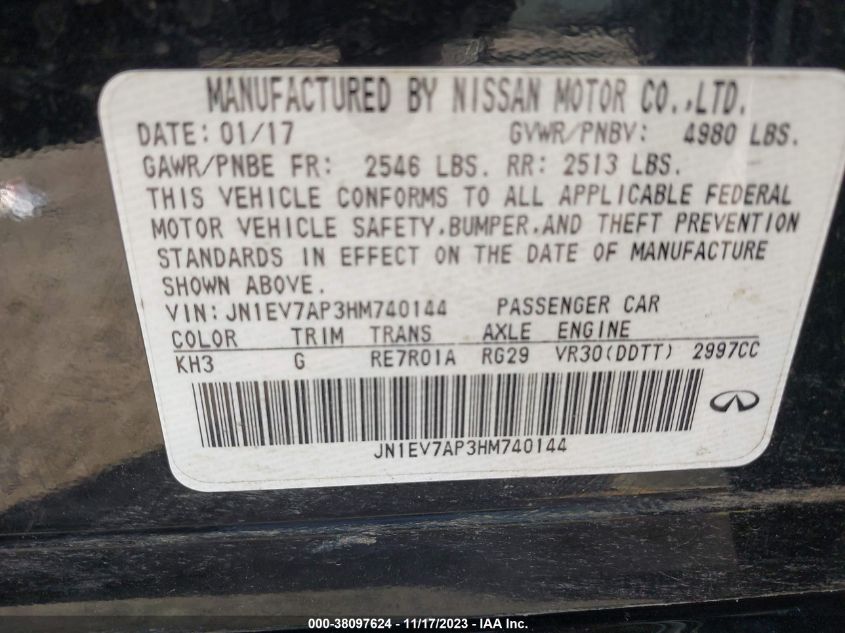 MANUFACTURED BY NISSAN MOTOR CO.,LTD.
DATE: 01/17 GVWR/PNBV: 4980 LBS.
GAWR/PNBE FR: 2546 LBS. RR: 2513 LBS.
THIS VEHICLE CONFORMS TO ALL APPLICABLE FEDERAL
MOTOR VEHICLE SAFETY,BUMPER,AND THEFT PREVENTION
STANDARDS IN EFFECT ON THE DATE OF MANUFACTURE
SHOWN ABOVE.
VIN: JN1EV7AP3HM740144 PASSENGER CAR
COLOR TRIM TRANS AXLE ENGINE
KH3 G RE7R01A RG29 VR30(DDTT) 2997CC
JN1EV7AP3HM740144
000-38097624 - 11/17/2023 - IAA Inc.